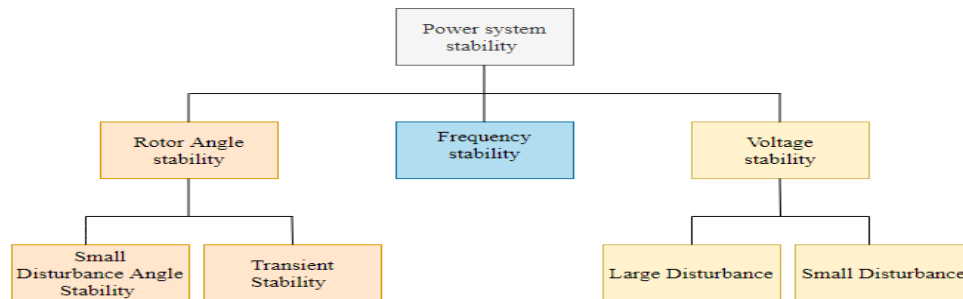 Power system
stability
Rotor Angle
stability
Frequency
stability
Voltage
stability
Small
Disturbance Angle
Stability
Transient
Stability
Large Disturbance
Small Disturbance